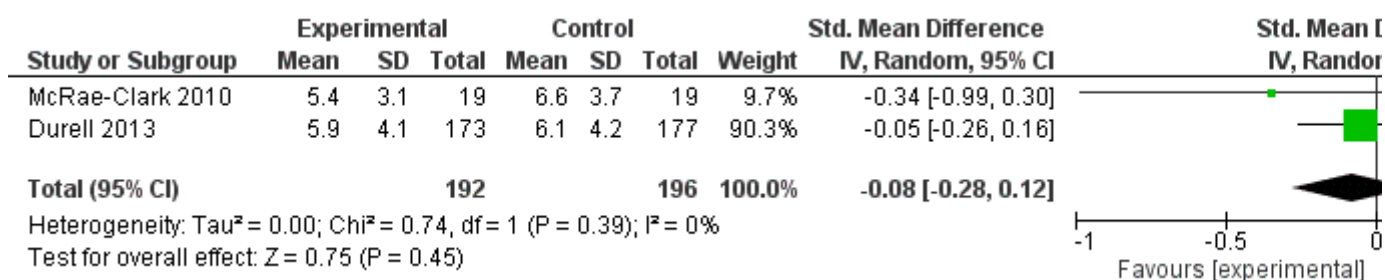 Experimental Control Std. Mean Difference Std. Mean D
Study or Subgroup Mean SD Total Mean SD Total Weight IV, Random, 95% CI IV, Randor
McRae-Clark 2010 5.4 3.1 19 6.6 3.7 19 9.7% -0.34 [-0.99, 0.30]
Durell 2013 5.9 4.1 173 6.1 4.2 177 90.3% -0.05 [-0.26, 0.16]
Total (95% CI) 192 196 100.0% -0.08 [-0.28, 0.12]
Heterogeneity: Tau² = 0.00; Chi² = 0.74, df = 1 (P = 0.39); I² = 0%
Test for overall effect: Z = 0.75 (P = 0.45)
-1 -0.5 0
Favours [experimental]